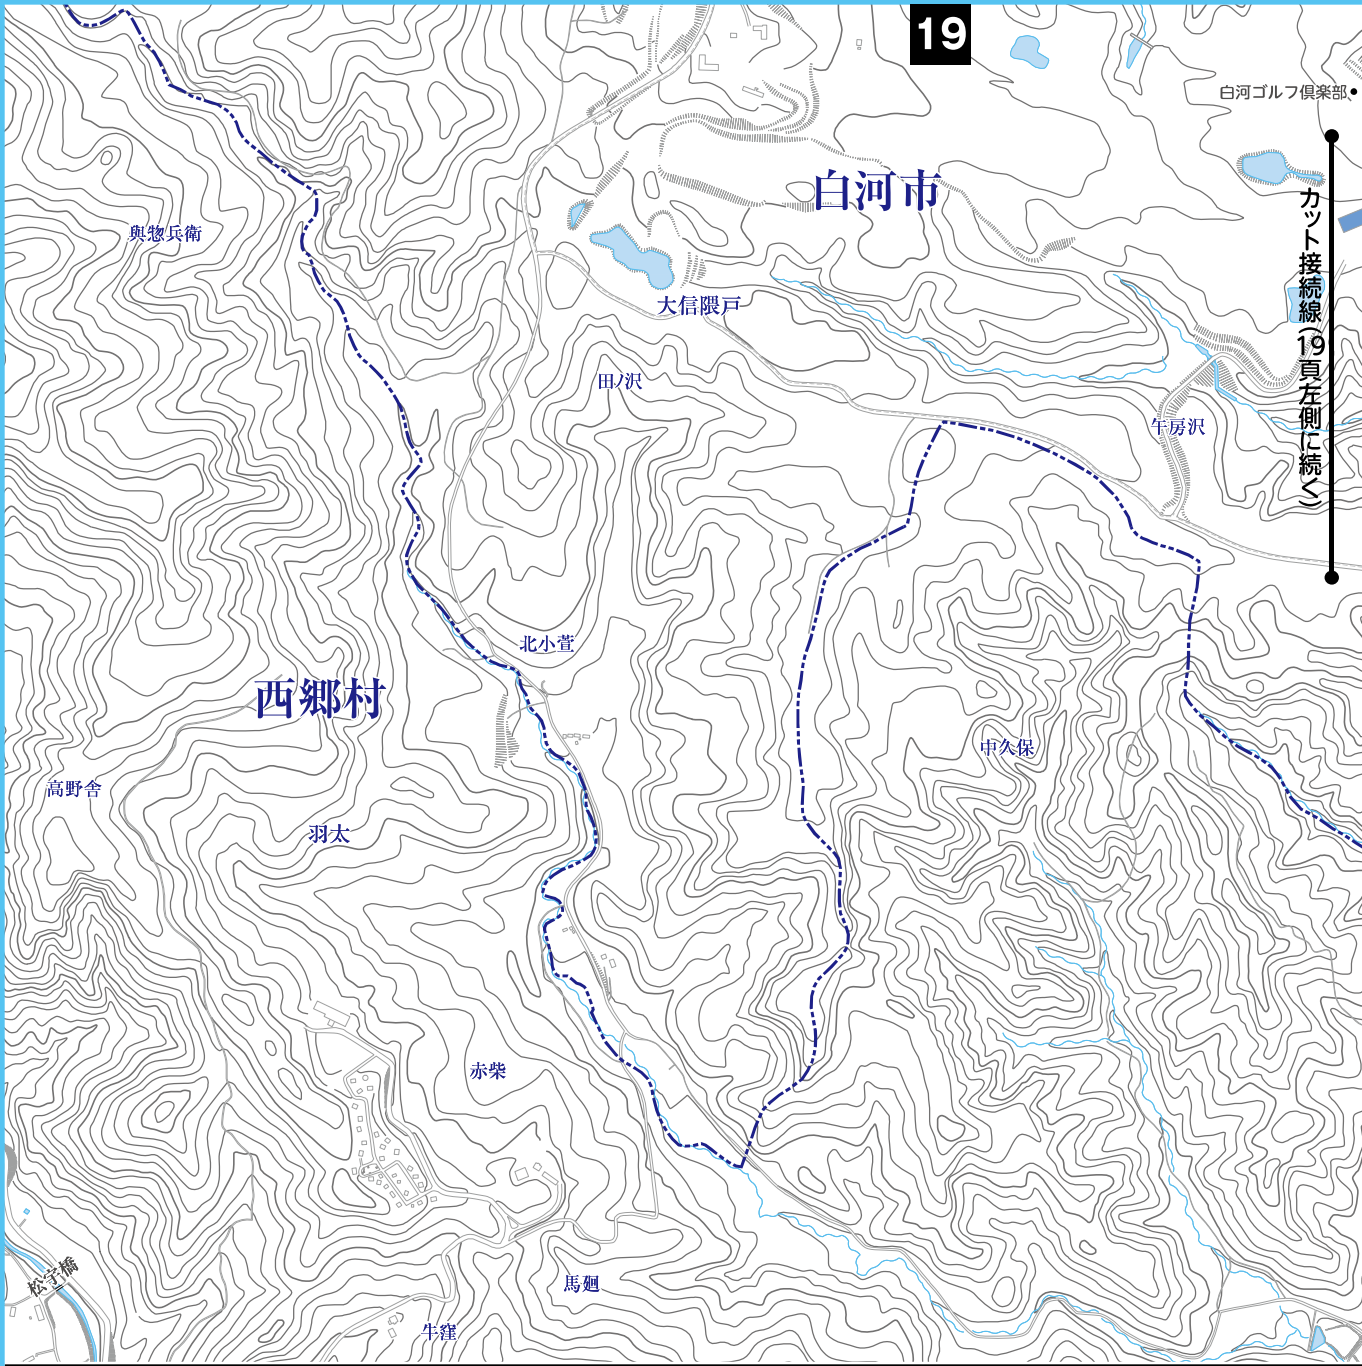 19
白河ゴルフ倶楽部
カット接続線(19頁左側に続く)
白河市
與惣兵衛
大信隈戸
田ノ沢
午房沢
北小萱
西郷村
中久保
高野舎
羽太
赤柴
松宇橋
馬廻
牛窪